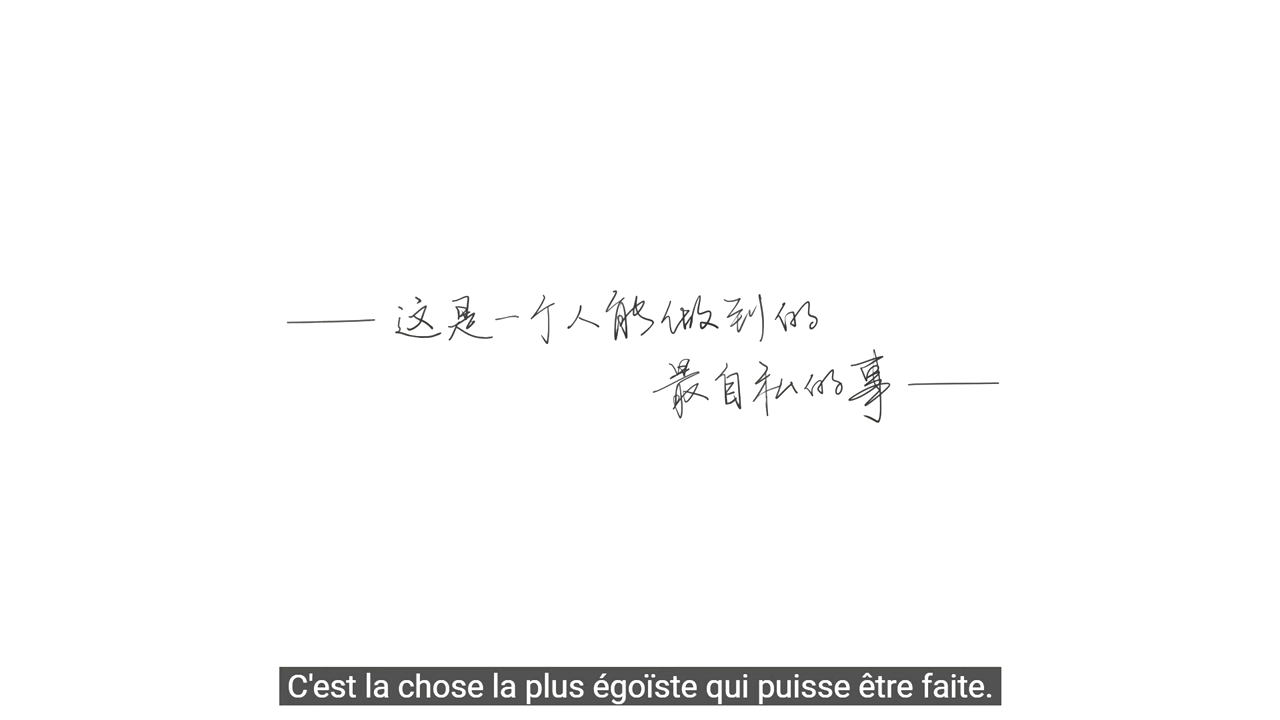 —— 这是一个人能做到的
最自私的事 ——
C'est la chose la plus égoïste qui puisse être faite.